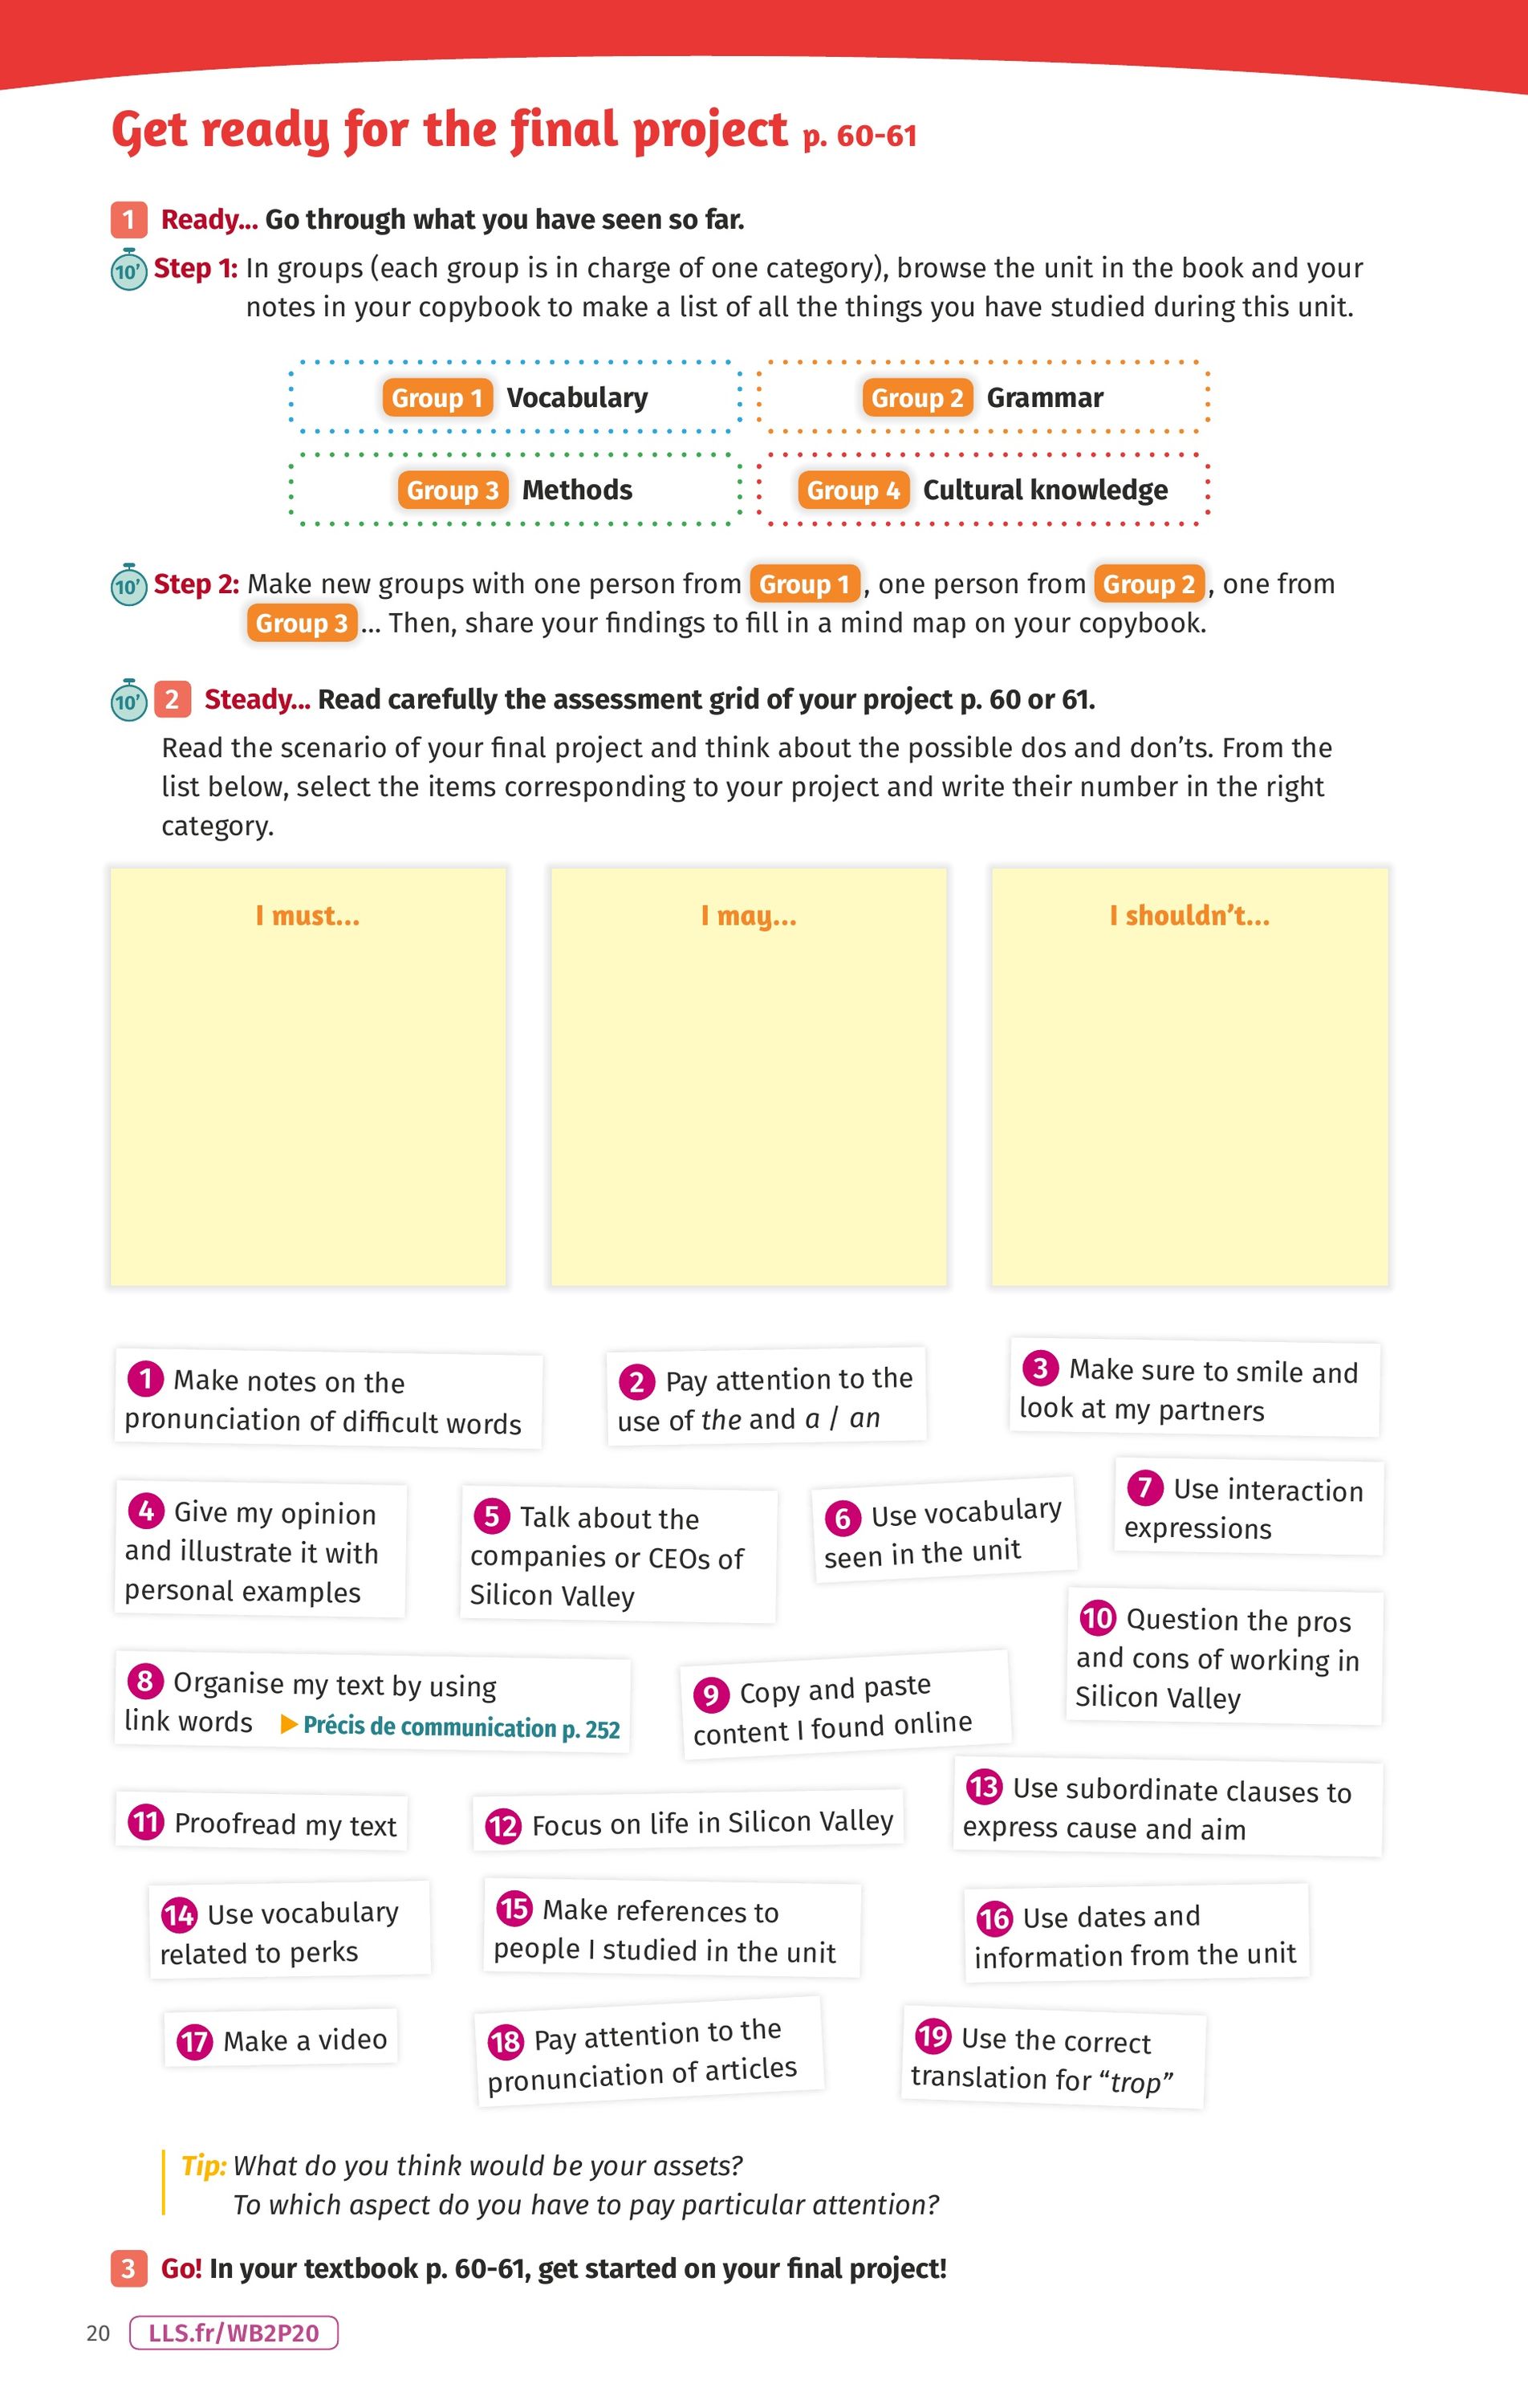 Get ready for the final project p. 60-61
1 Ready... Go through what you have seen so far.
10' Step 1: In groups (each group is in charge of one category), browse the unit in the book and your
notes in your copybook to make a list of all the things you have studied during this unit.
Group 1 Vocabulary
Group 2 Grammar
Group 3 Methods
Group 4 Cultural knowledge
10' Step 2: Make new groups with one person from Group 1, one person from Group 2, one from
Group 3... Then, share your findings to fill in a mind map on your copybook.
10' 2 Steady... Read carefully the assessment grid of your project p. 60 or 61.
Read the scenario of your final project and think about the possible dos and don'ts. From the
list below, select the items corresponding to your project and write their number in the right
category.
I must...
I may...
I shouldn't...
1 Make notes on the
pronunciation of difficult words
2 Pay attention to the
use of the and a / an
3 Make sure to smile and
look at my partners
4 Give my opinion
and illustrate it with
personal examples
5 Talk about the
companies or CEOs of
Silicon Valley
6 Use vocabulary
seen in the unit
7 Use interaction
expressions
8 Organise my text by using
link words ▶ Précis de communication p. 252
9 Copy and paste
content I found online
10 Question the pros
and cons of working in
Silicon Valley
11 Proofread my text
12 Focus on life in Silicon Valley
13 Use subordinate clauses to
express cause and aim
14 Use vocabulary
related to perks
15 Make references to
people I studied in the unit
16 Use dates and
information from the unit
17 Make a video
18 Pay attention to the
pronunciation of articles
19 Use the correct
translation for "trop"
Tip: What do you think would be your assets?
To which aspect do you have to pay particular attention?
3 Go! In your textbook p. 60-61, get started on your final project!
20 LLS.fr/WB2P20